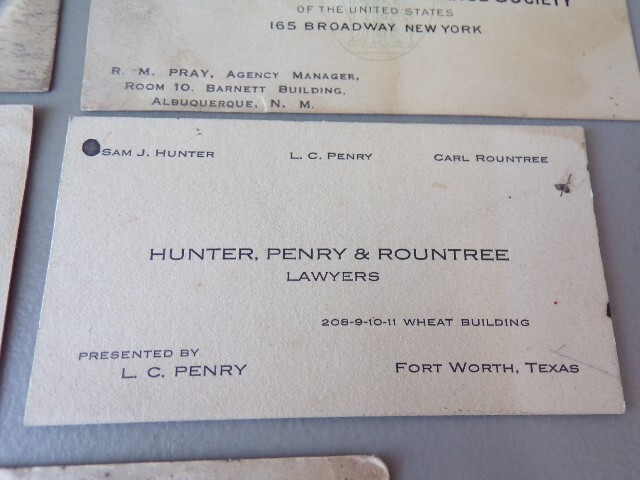 SOCIETY
OF THE UNITED STATES
165 BROADWAY NEW YORK
R. M. PRAY, AGENCY MANAGER,
ROOM 10, BARNETT BUILDING,
ALBUQUERQUE, N. M.
SAM J. HUNTER L. C. PENRY CARL ROUNTREE
HUNTER, PENRY & ROUNTREE
LAWYERS
208-9-10-11 WHEAT BUILDING
PRESENTED BY
L. C. PENRY FORT WORTH, TEXAS